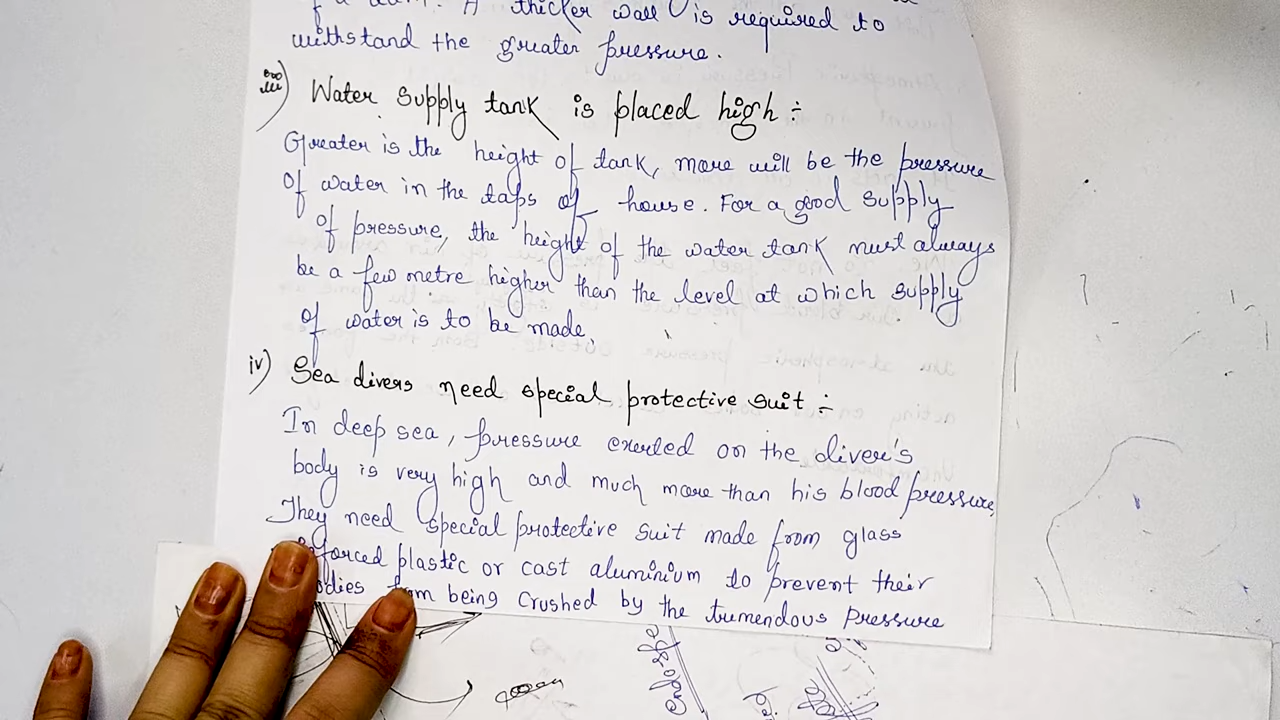 A thicker wall is required to
withstand the greater pressure.
iii) Water supply tank is placed high :-
Greater is the height of tank, more will be the pressure
of water in the taps of house. For a good supply
of pressure, the height of the water tank must always
be a few metre higher than the level at which supply
of water is to be made.
iv) Sea divers need special protective suit :-
In deep sea, pressure exerted on the diver's
body is very high and much more than his blood pressure.
They need special protective suit made from glass
plastic or cast aluminium to prevent their
being crushed by the tremendous pressure